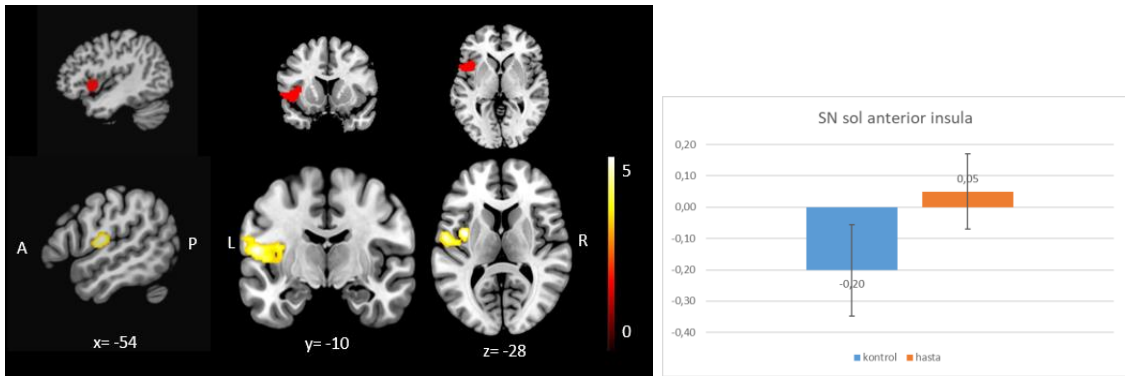 A
P
L
R
5
0
x= -54
y= -10
z= -28
SN sol anterior insula
0,20
0,10
0,00
-0,10
-0,20
-0,30
-0,40
0,05
-0,20
kontrol
hasta